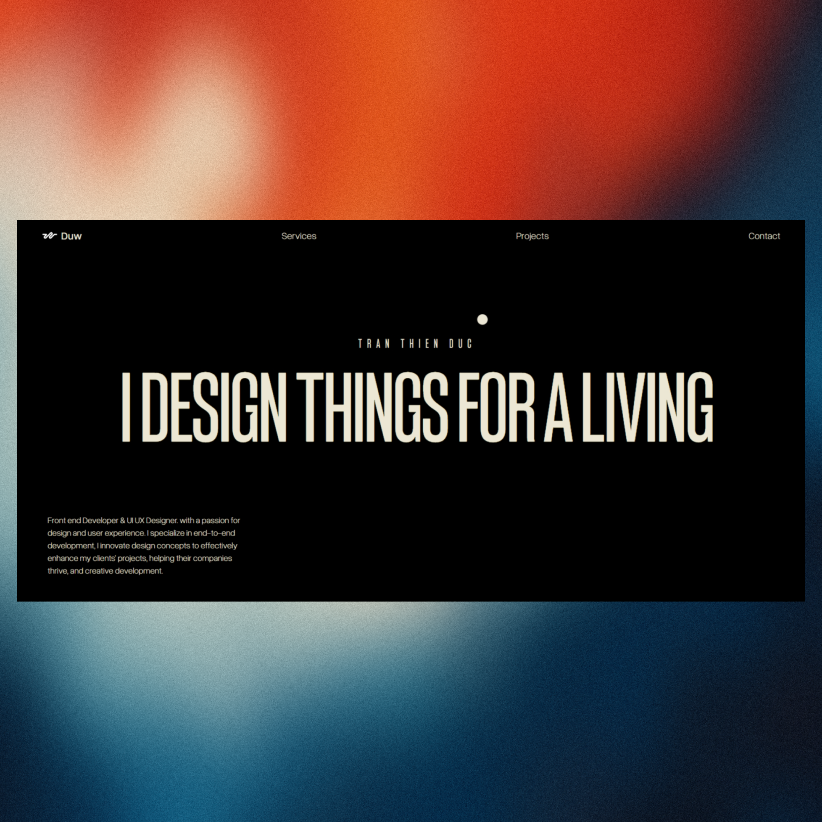 Duw
Services
Projects
Contact
TRAN THIEN DUC
I DESIGN THINGS FOR A LIVING
Front end Developer & UI UX Designer. with a passion for
design and user experience. I specialize in end-to-end
development, I innovate design concepts to effectively
enhance my clients' projects, helping their companies
thrive, and creative development.